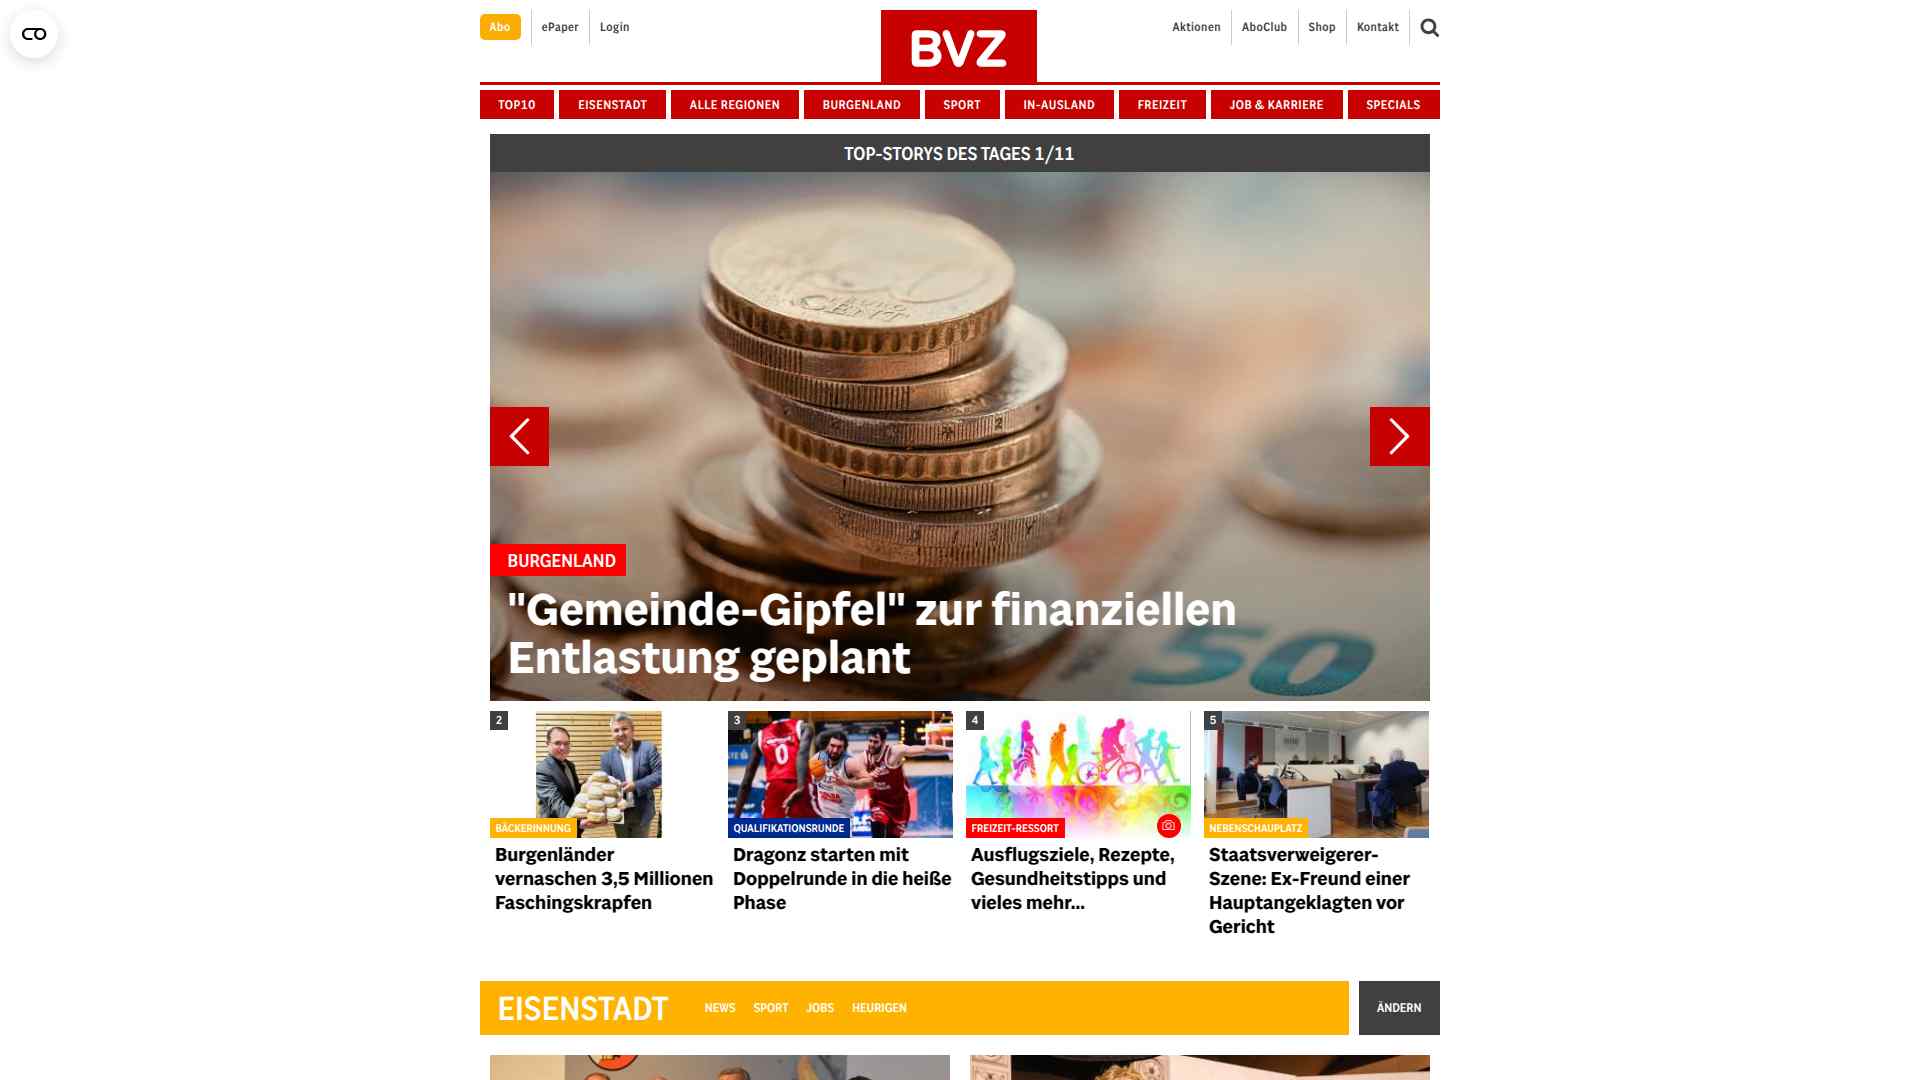 Abo
ePaper
Login
BVZ
Aktionen
AboClub
Shop
Kontakt
TOP10
EISENSTADT
ALLE REGIONEN
BURGENLAND
SPORT
IN-AUSLAND
FREIZEIT
JOB & KARRIERE
SPECIALS
TOP-STORYS DES TAGES 1/11
EURO
CENT
50
BURGENLAND
"Gemeinde-Gipfel" zur finanziellen
Entlastung geplant
2
BÄCKERINNUNG
Burgenländer
vernaschen 3,5 Millionen
Faschingskrapfen
3
0
QUALIFIKATIONSRUNDE
Dragonz starten mit
Doppelrunde in die heiße
Phase
4
FREIZEIT-RESSORT
Ausflugsziele, Rezepte,
Gesundheitstipps und
vieles mehr...
5
NEBENSCHAUPLATZ
Staatsverweigerer-
Szene: Ex-Freund einer
Hauptangeklagten vor
Gericht
EISENSTADT
NEWS
SPORT
JOBS
HEURIGEN
ÄNDERN